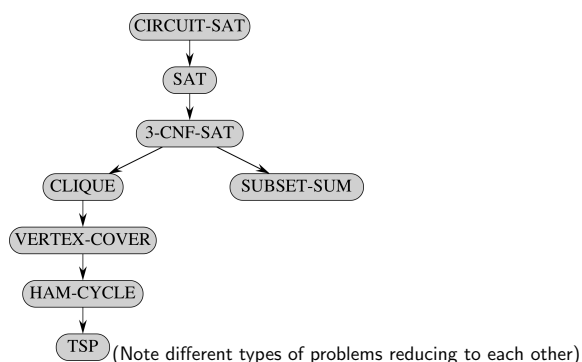 CIRCUIT-SAT
SAT
3-CNF-SAT
CLIQUE SUBSET-SUM
VERTEX-COVER
HAM-CYCLE
TSP (Note different types of problems reducing to each other)